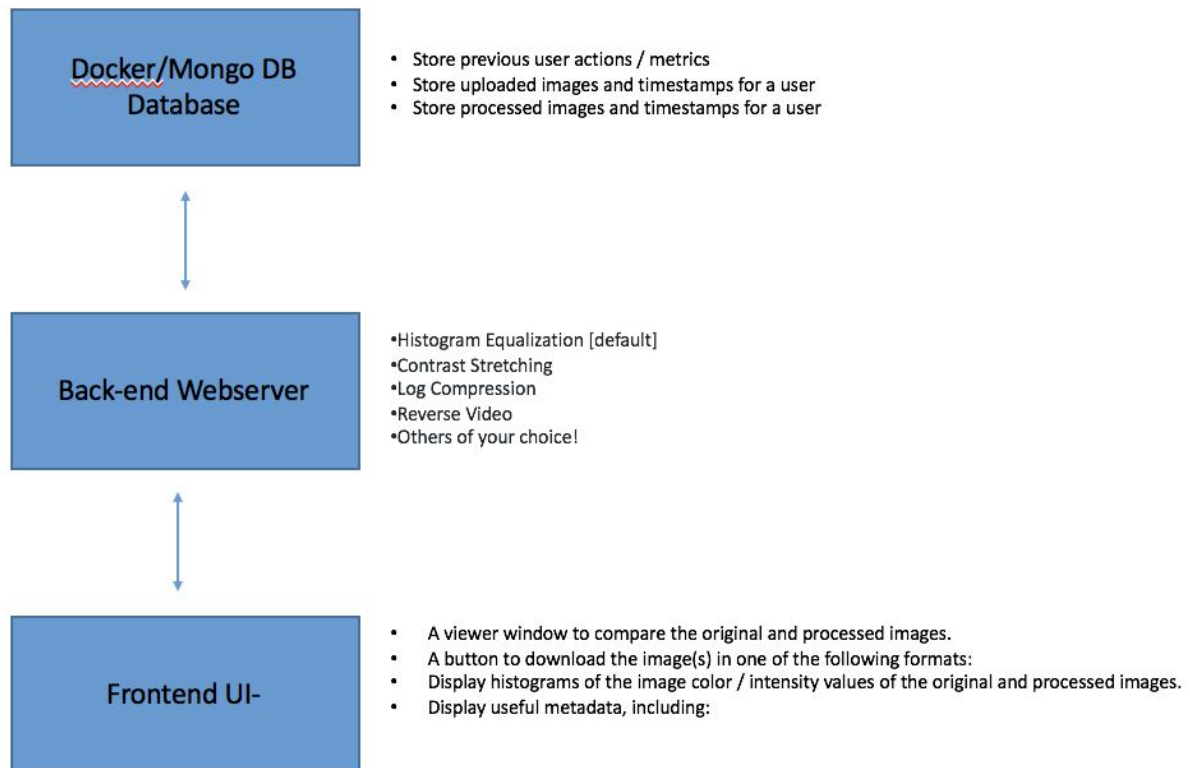 Docker/Mongo DB
Database
• Store previous user actions / metrics
• Store uploaded images and timestamps for a user
• Store processed images and timestamps for a user
Back-end Webserver
•Histogram Equalization [default]
•Contrast Stretching
•Log Compression
•Reverse Video
•Others of your choice!
Frontend UI-
• A viewer window to compare the original and processed images.
• A button to download the image(s) in one of the following formats:
• Display histograms of the image color / intensity values of the original and processed images.
• Display useful metadata, including: